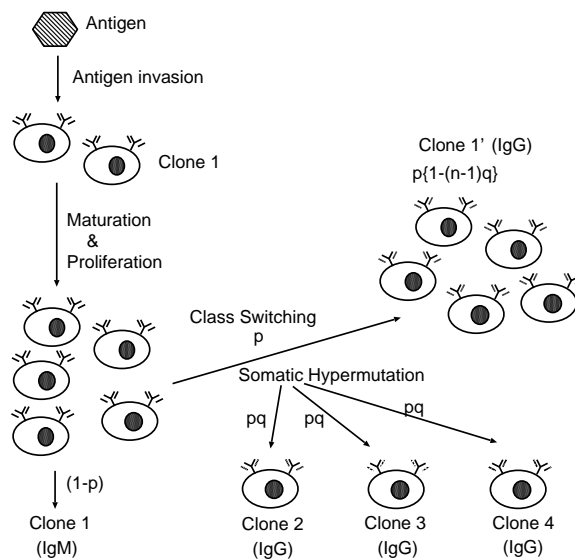 Antigen
Antigen invasion
Clone 1
Clone 1' (IgG)
p{1-(n-1)q}
Maturation
&
Proliferation
Class Switching
p
Somatic Hypermutation
pq
pq
pq
(1-p)
Clone 1
(IgM)
Clone 2
(IgG)
Clone 3
(IgG)
Clone 4
(IgG)